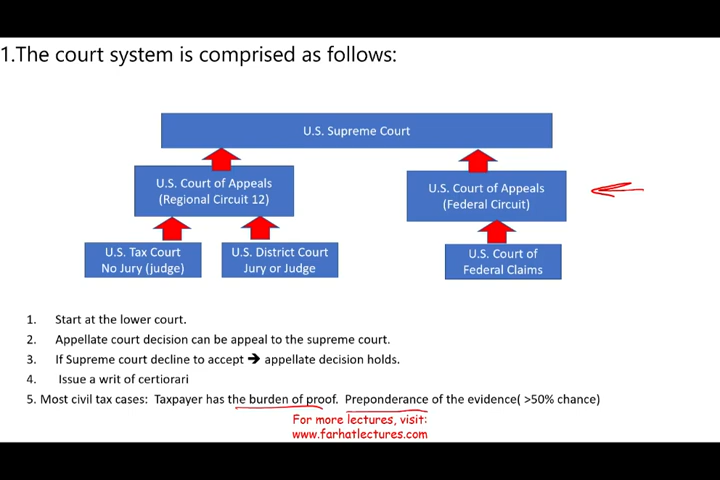 1.The court system is comprised as follows:
U.S. Supreme Court
U.S. Court of Appeals
(Regional Circuit 12)
U.S. Court of Appeals
(Federal Circuit)
U.S. Tax Court
No Jury (judge)
U.S. District Court
Jury or Judge
U.S. Court of
Federal Claims
1. Start at the lower court.
2. Appellate court decision can be appeal to the supreme court.
3. If Supreme court decline to accept ➔ appellate decision holds.
4. Issue a writ of certiorari
5. Most civil tax cases: Taxpayer has the burden of proof. Preponderance of the evidence( >50% chance)
For more lectures, visit:
www.farhatlectures.com